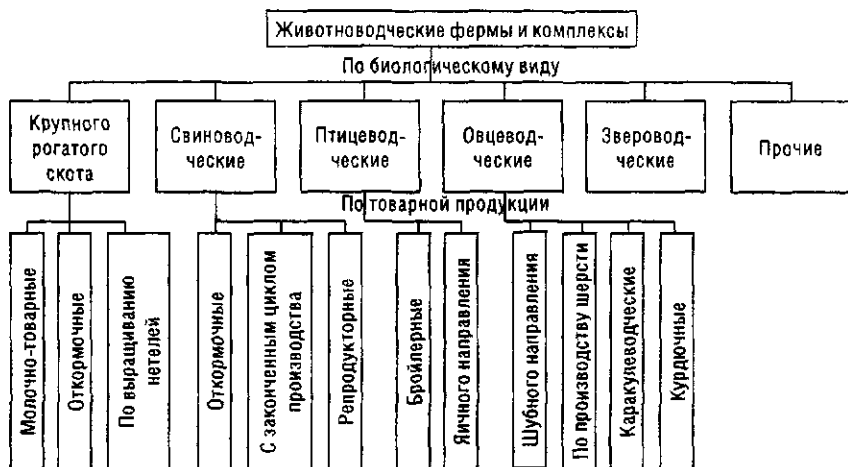 Животноводческие фермы и комплексы
По биологическому виду
Крупного
рогатого
скота
Свиновод-
ческие
Птицевод-
ческие
Овцевод-
ческие
Зверовод-
ческие
Прочие
По товарной продукции
Молочно-товарные
Откормочные
По выращиванию
нетелей
Откормочные
С законченным циклом
производства
Репродукторные
Бройлерные
Яичного направления
Шубного направления
По производству шерсти
Каракулеводческие
Курдючные